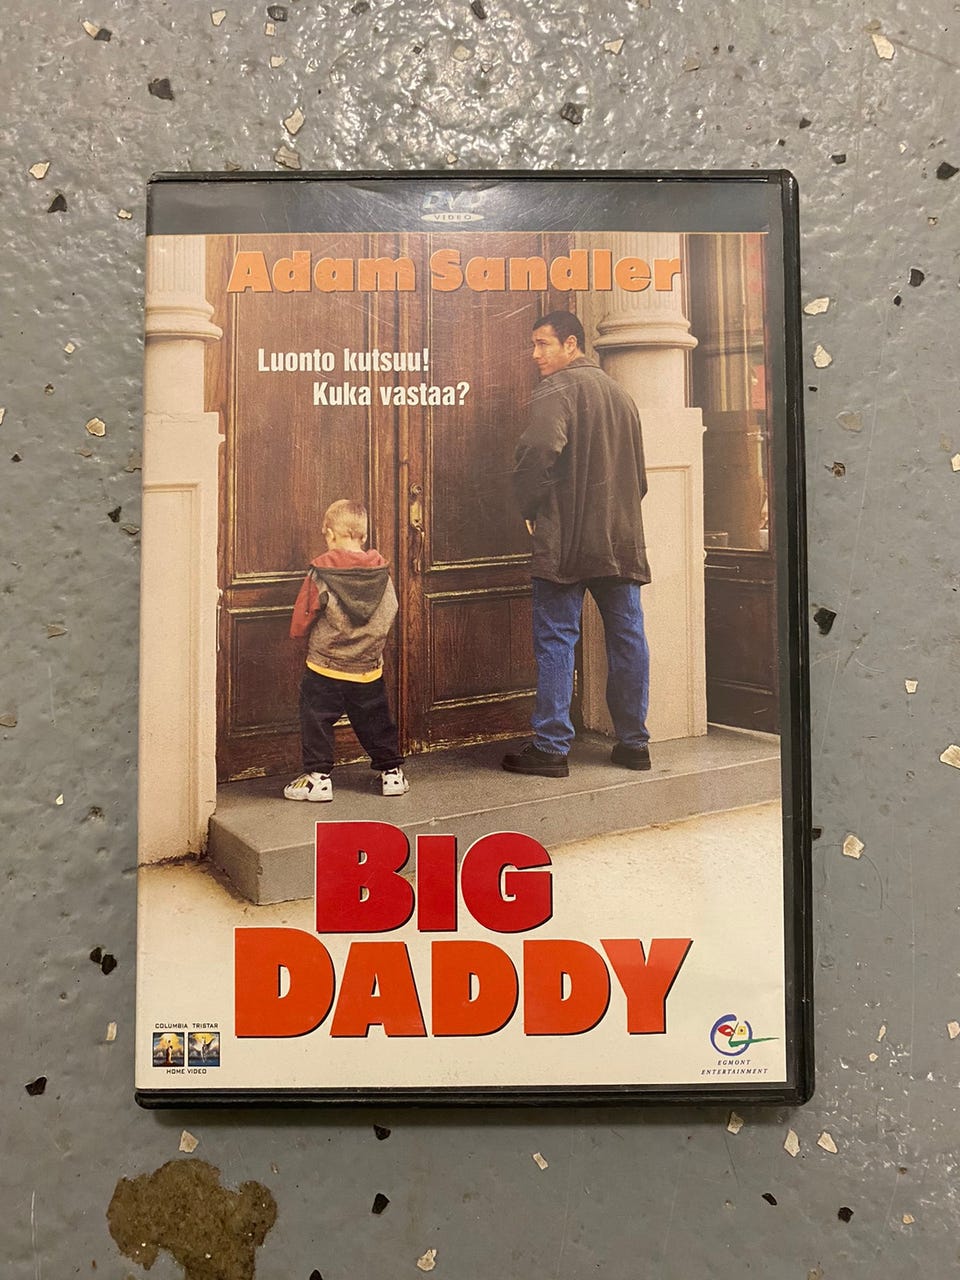 DVD
VIDEO
Adam Sandler
Luonto kutsuu!
Kuka vastaa?
BIG
DADDY
COLUMBIA TRISTAR
HOME VIDEO
EGMONT
ENTERTAINMENT